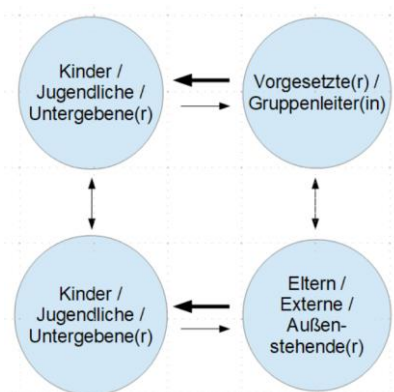 Kinder /
Jugendliche /
Untergebene(r)
Vorgesetzte(r) /
Gruppenleiter(in)
Kinder /
Jugendliche /
Untergebene(r)
Eltern /
Externe /
Außen-
stehende(r)